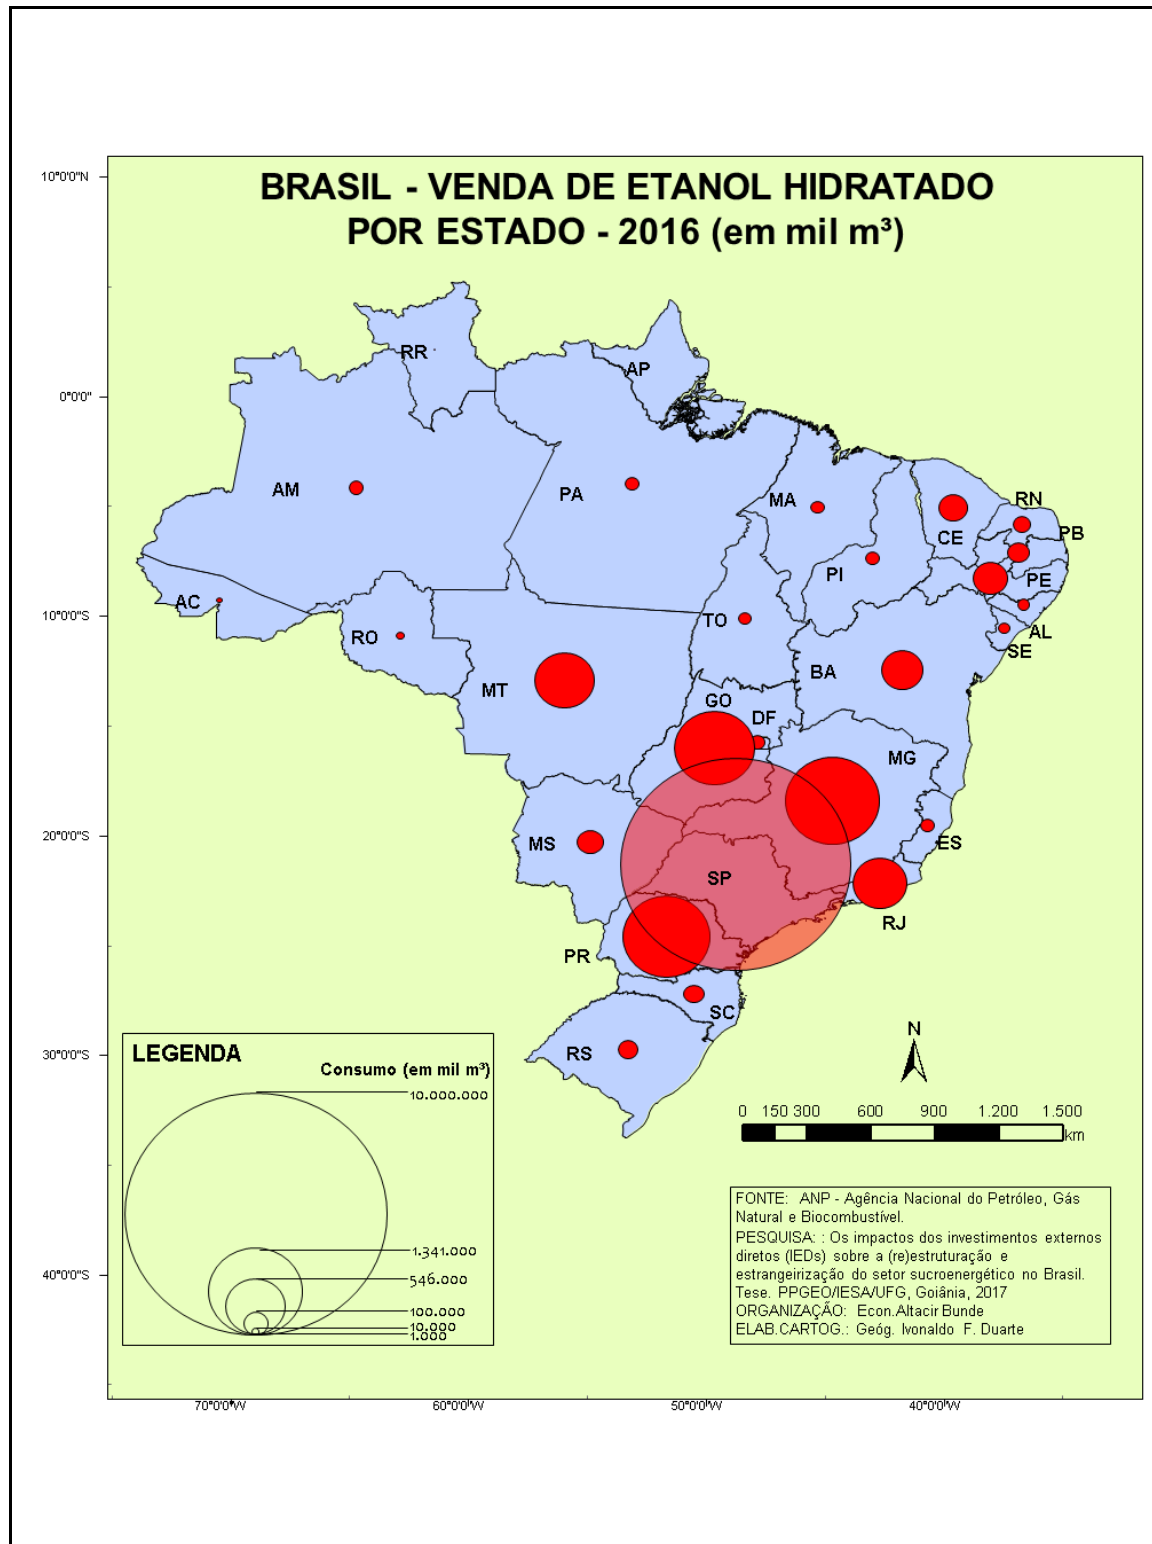 BRASIL - VENDA DE ETANOL HIDRATADO
POR ESTADO - 2016 (em mil m³)
10°0'0"N
0°0'0"
10°0'0"S
20°0'0"S
30°0'0"S
40°0'0"S
RR
AP
AM
PA
MA
CE
RN
PB
PI
PE
AC
RO
TO
AL
SE
BA
MT
GO
DF
MG
MS
ES
SP
RJ
PR
SC
RS
N
0 150 300 600 900 1.200 1.500
km
LEGENDA
Consumo (em mil m³)
10.000.000
1.341.000
546.000
100.000
10.000
1.000
FONTE: ANP - Agência Nacional do Petróleo, Gás
Natural e Biocombustível.
PESQUISA: : Os impactos dos investimentos externos
diretos (IEDs) sobre a (re)estruturação e
estrangeirização do setor sucroenergético no Brasil.
Tese. PPGEO/IESA/UFG, Goiânia, 2017
ORGANIZAÇÃO: Econ.Altacir Bunde
ELAB.CARTOG.: Geóg. Ivonaldo F. Duarte
70°0'0"W
60°0'0"W
50°0'0"W
40°0'0"W